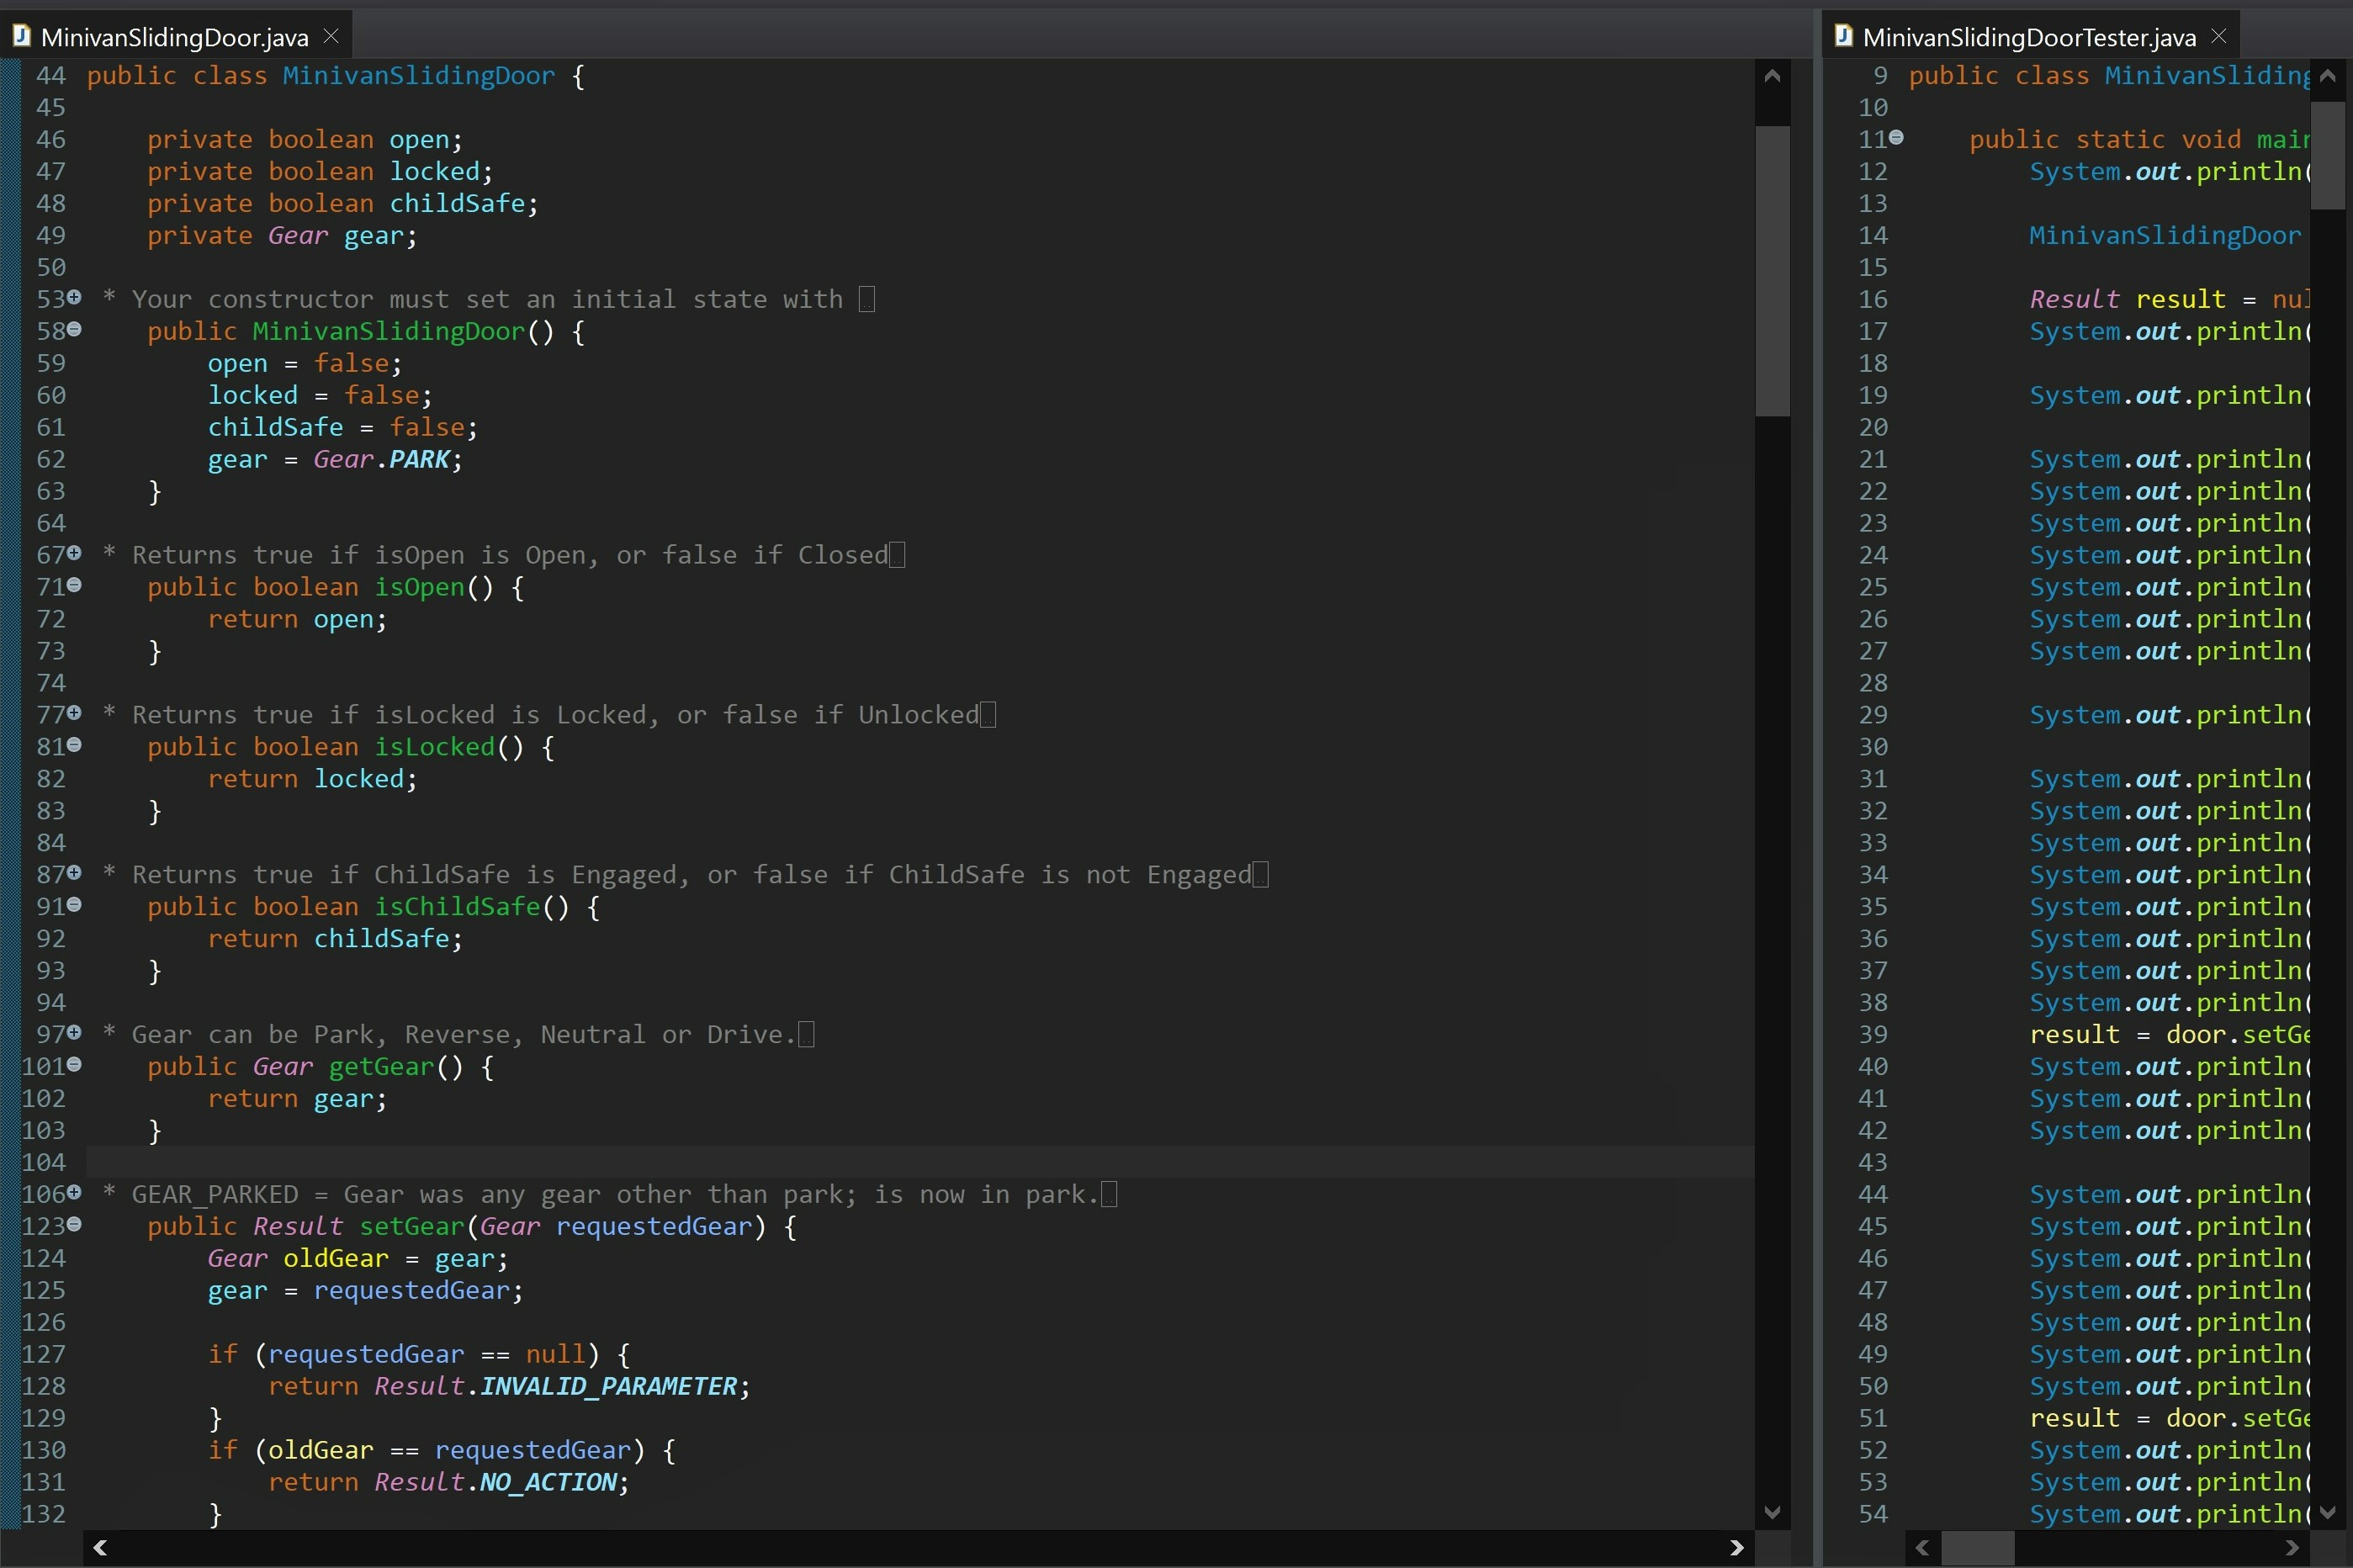 MinivanSlidingDoor.java
44 public class MinivanSlidingDoor {
45
46 private boolean open;
47 private boolean locked;
48 private boolean childSafe;
49 private Gear gear;
50
53 * Your constructor must set an initial state with
58 public MinivanSlidingDoor() {
59 open = false;
60 locked = false;
61 childSafe = false;
62 gear = Gear.PARK;
63 }
64
67 * Returns true if isOpen is Open, or false if Closed
71 public boolean isOpen() {
72 return open;
73 }
74
77 * Returns true if isLocked is Locked, or false if Unlocked
81 public boolean isLocked() {
82 return locked;
83 }
84
87 * Returns true if ChildSafe is Engaged, or false if ChildSafe is not Engaged
91 public boolean isChildSafe() {
92 return childSafe;
93 }
94
97 * Gear can be Park, Reverse, Neutral or Drive.
101 public Gear getGear() {
102 return gear;
103 }
104
106 * GEAR_PARKED = Gear was any gear other than park; is now in park.
123 public Result setGear(Gear requestedGear) {
124 Gear oldGear = gear;
125 gear = requestedGear;
126
127 if (requestedGear == null) {
128 return Result.INVALID_PARAMETER;
129 }
130 if (oldGear == requestedGear) {
131 return Result.NO_ACTION;
132 }
MinivanSlidingDoorTester.java
9 public class MinivanSliding
10
11 public static void main
12 System.out.println(
13
14 MinivanSlidingDoor
15
16 Result result = nul
17 System.out.println(
18
19 System.out.println(
20
21 System.out.println(
22 System.out.println(
23 System.out.println(
24 System.out.println(
25 System.out.println(
26 System.out.println(
27 System.out.println(
28
29 System.out.println(
30
31 System.out.println(
32 System.out.println(
33 System.out.println(
34 System.out.println(
35 System.out.println(
36 System.out.println(
37 System.out.println(
38 System.out.println(
39 result = door.setGe
40 System.out.println(
41 System.out.println(
42 System.out.println(
43
44 System.out.println(
45 System.out.println(
46 System.out.println(
47 System.out.println(
48 System.out.println(
49 System.out.println(
50 System.out.println(
51 result = door.setGe
52 System.out.println(
53 System.out.println(
54 System.out.println(